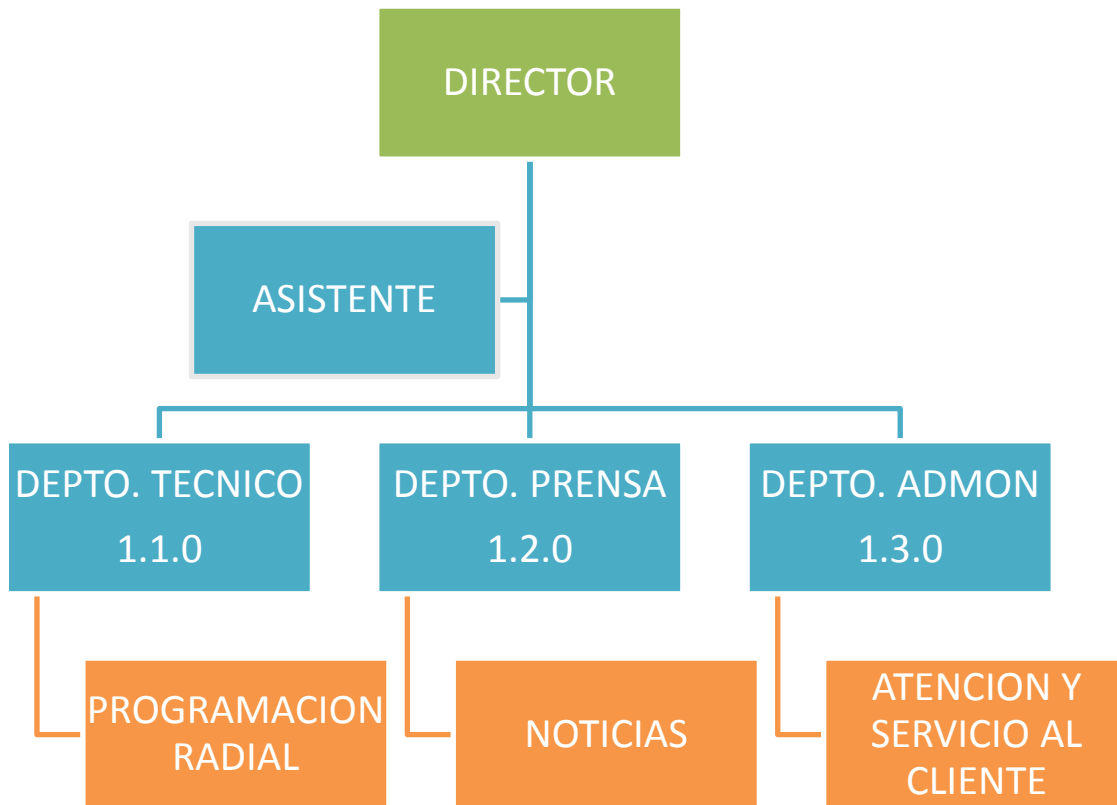 DIRECTOR
ASISTENTE
DEPTO. TECNICO
1.1.0
DEPTO. PRENSA
1.2.0
DEPTO. ADMON
1.3.0
PROGRAMACION
RADIAL
NOTICIAS
ATENCION Y
SERVICIO AL
CLIENTE